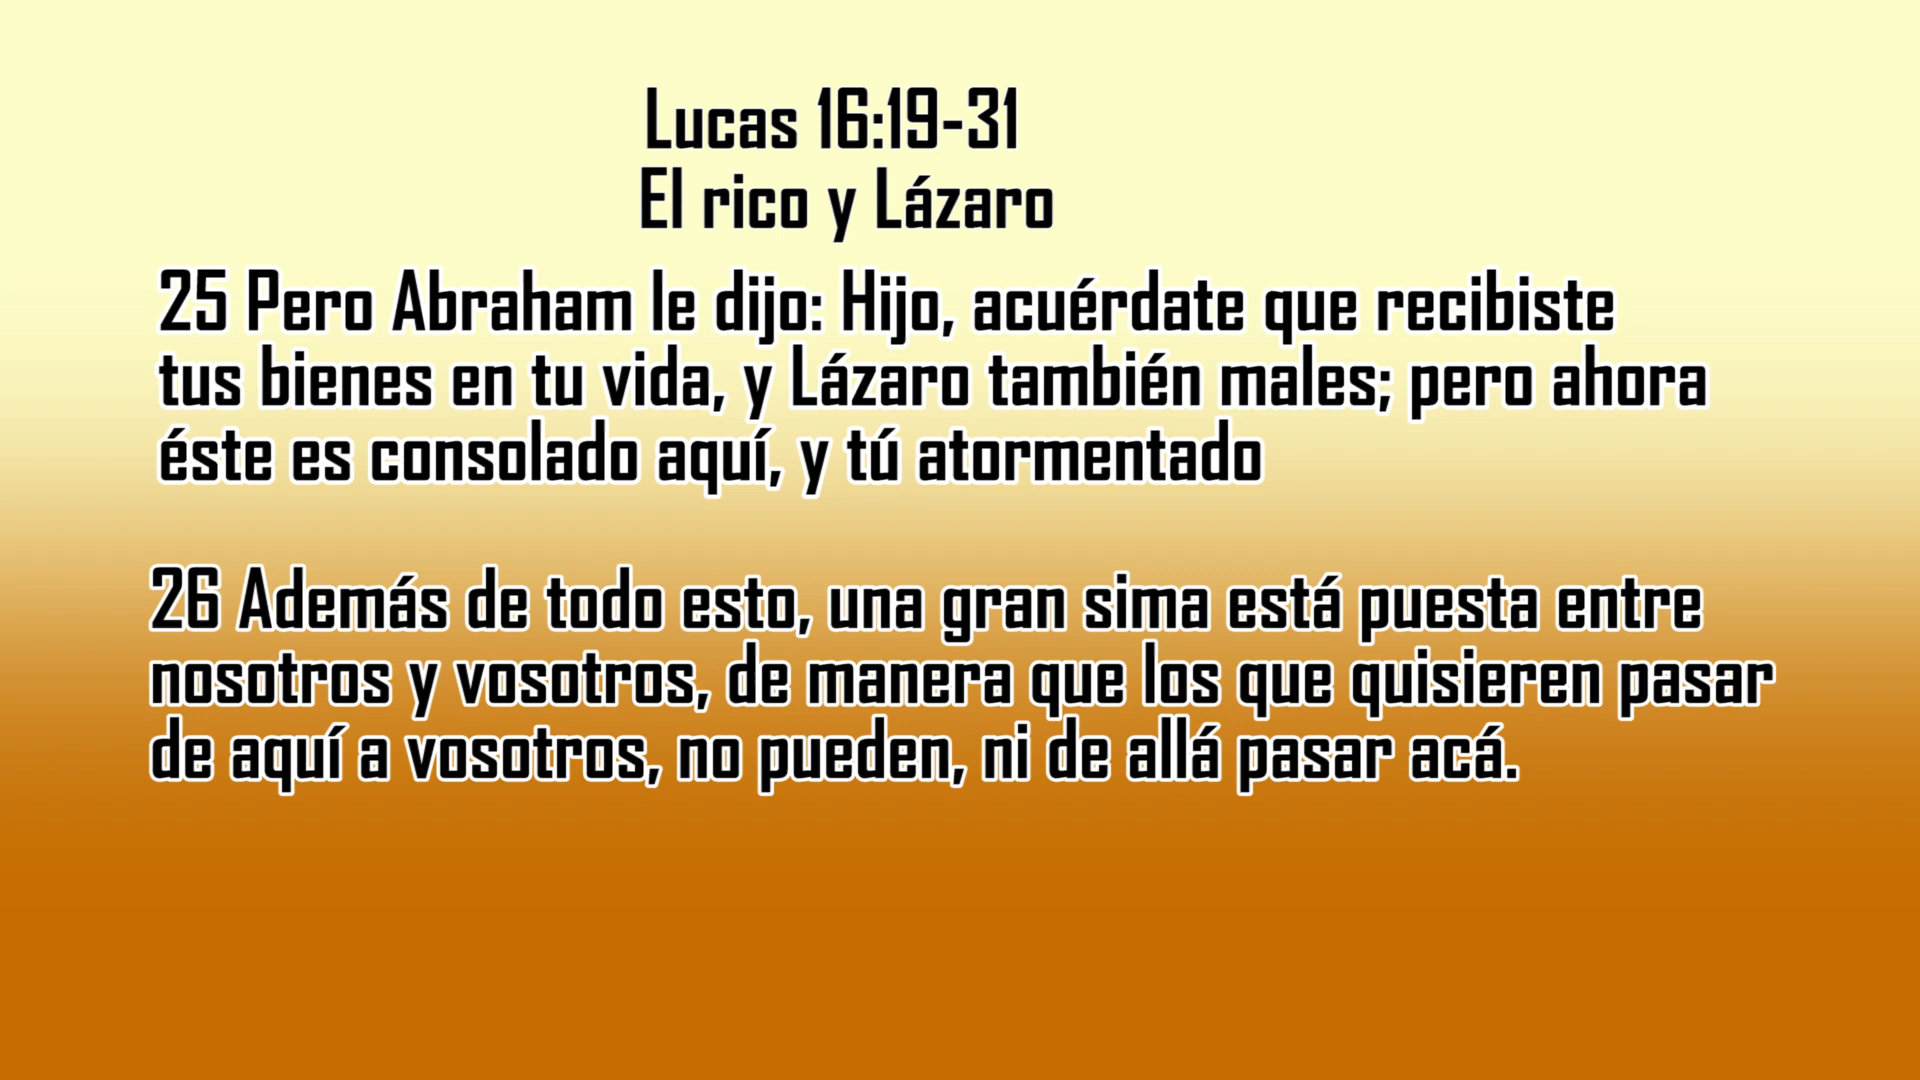 Lucas 16:19-31
El rico y Lázaro
25 Pero Abraham le dijo: Hijo, acuérdate que recibiste
tus bienes en tu vida, y Lázaro también males; pero ahora
éste es consolado aquí, y tú atormentado
26 Además de todo esto, una gran sima está puesta entre
nosotros y vosotros, de manera que los que quisieren pasar
de aquí a vosotros, no pueden, ni de allá pasar acá.